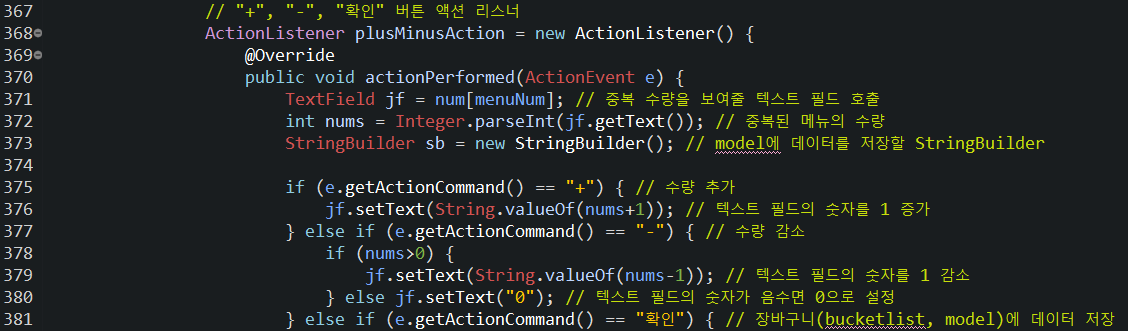 367 // "+", "-", "확인" 버튼 액션 리스너
368 ActionListener plusMinusAction = new ActionListener() {
369 @Override
370 public void actionPerformed(ActionEvent e) {
371 TextField jf = num[menuNum]; // 중복 수량을 보여줄 텍스트 필드 호출
372 int nums = Integer.parseInt(jf.getText()); // 중복된 메뉴의 수량
373 StringBuilder sb = new StringBuilder(); // model에 데이터를 저장할 StringBuilder
374
375 if (e.getActionCommand() == "+") { // 수량 추가
376 jf.setText(String.valueOf(nums+1)); // 텍스트 필드의 숫자를 1 증가
377 } else if (e.getActionCommand() == "-") { // 수량 감소
378 if (nums>0) {
379 jf.setText(String.valueOf(nums-1)); // 텍스트 필드의 숫자를 1 감소
380 } else jf.setText("0"); // 텍스트 필드의 숫자가 음수면 0으로 설정
381 } else if (e.getActionCommand() == "확인") { // 장바구니(bucketlist, model)에 데이터 저장